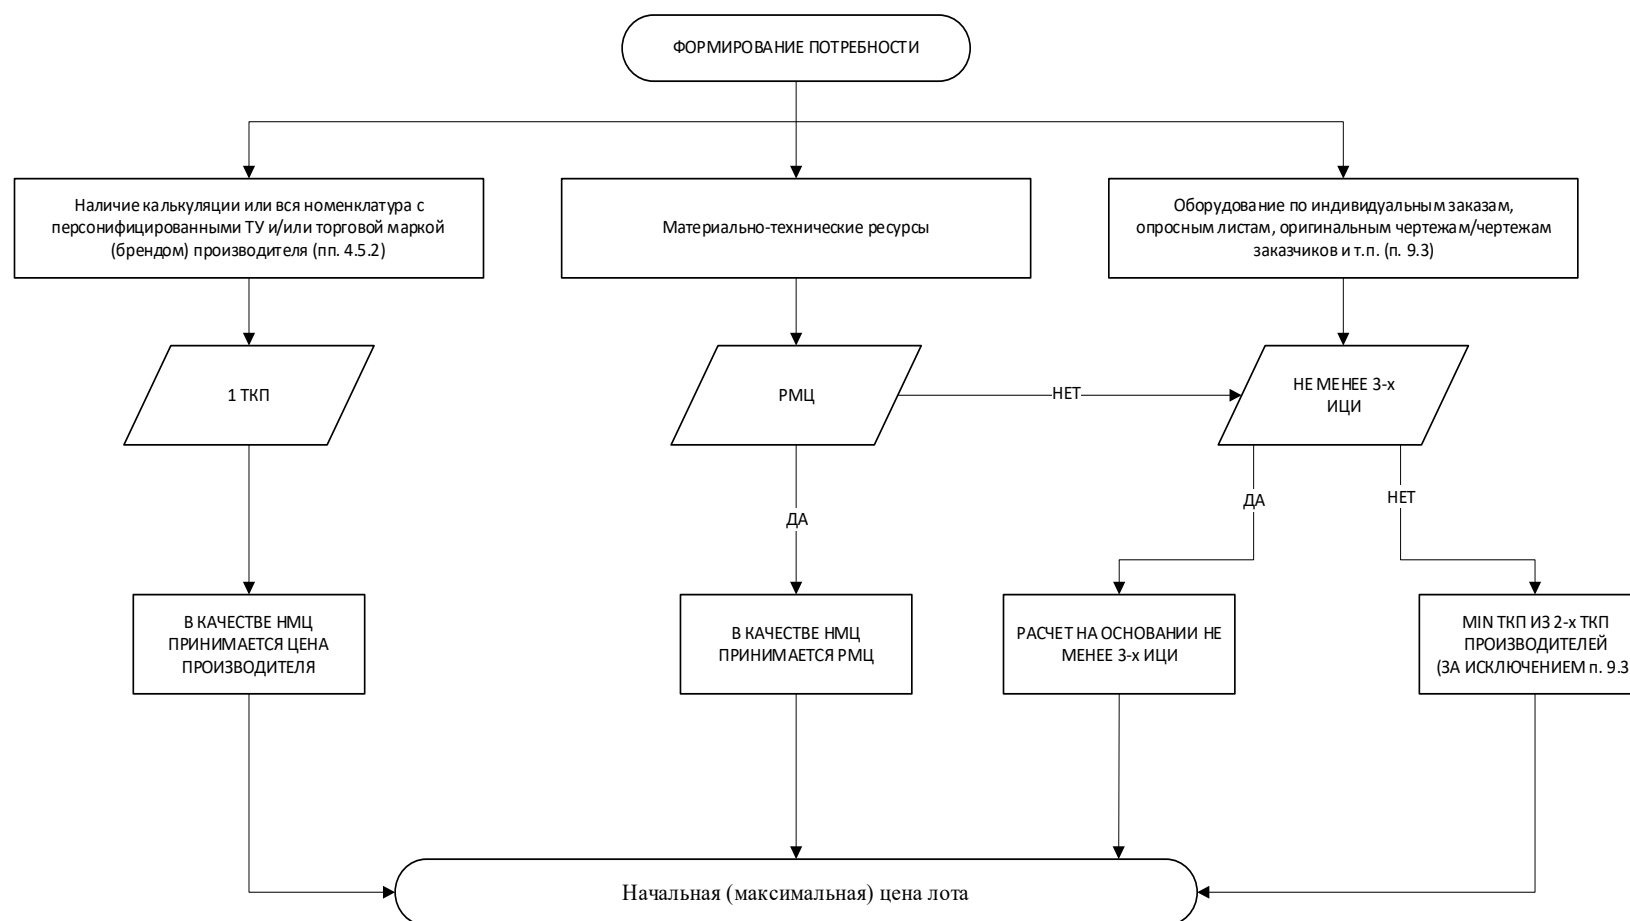 ФОРМИРОВАНИЕ ПОТРЕБНОСТИ
Наличие калькуляции или вся номенклатура с
персонифицированными ТУ и/или торговой маркой
(брендом) производителя (пп. 4.5.2)
Материально-технические ресурсы
Оборудование по индивидуальным заказам,
опросным листам, оригинальным чертежам/чертежам
заказчиков и т.п. (п. 9.3)
1 ТКП
РМЦ
НЕТ
НЕ МЕНЕЕ 3-х
ИЦИ
ДА
ДА
НЕТ
В КАЧЕСТВЕ НМЦ
ПРИНИМАЕТСЯ ЦЕНА
ПРОИЗВОДИТЕЛЯ
В КАЧЕСТВЕ НМЦ
ПРИНИМАЕТСЯ РМЦ
РАСЧЕТ НА ОСНОВАНИИ НЕ
МЕНЕЕ 3-х ИЦИ
MIN ТКП ИЗ 2-х ТКП
ПРОИЗВОДИТЕЛЕЙ
(ЗА ИСКЛЮЧЕНИЕМ п. 9.3
Начальная (максимальная) цена лота